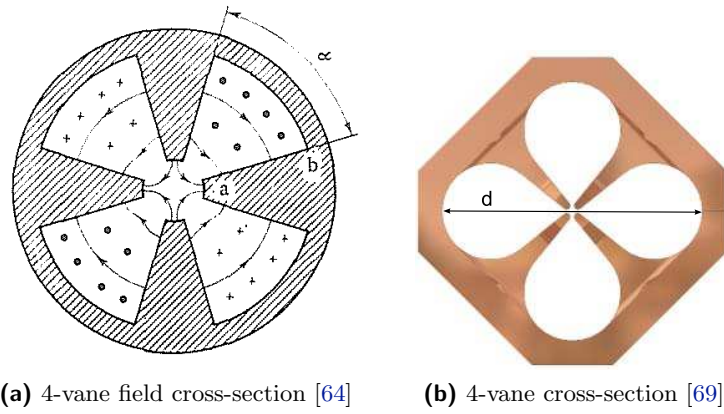 ∝
b
a
d
(a) 4-vane field cross-section [64]
(b) 4-vane cross-section [69]